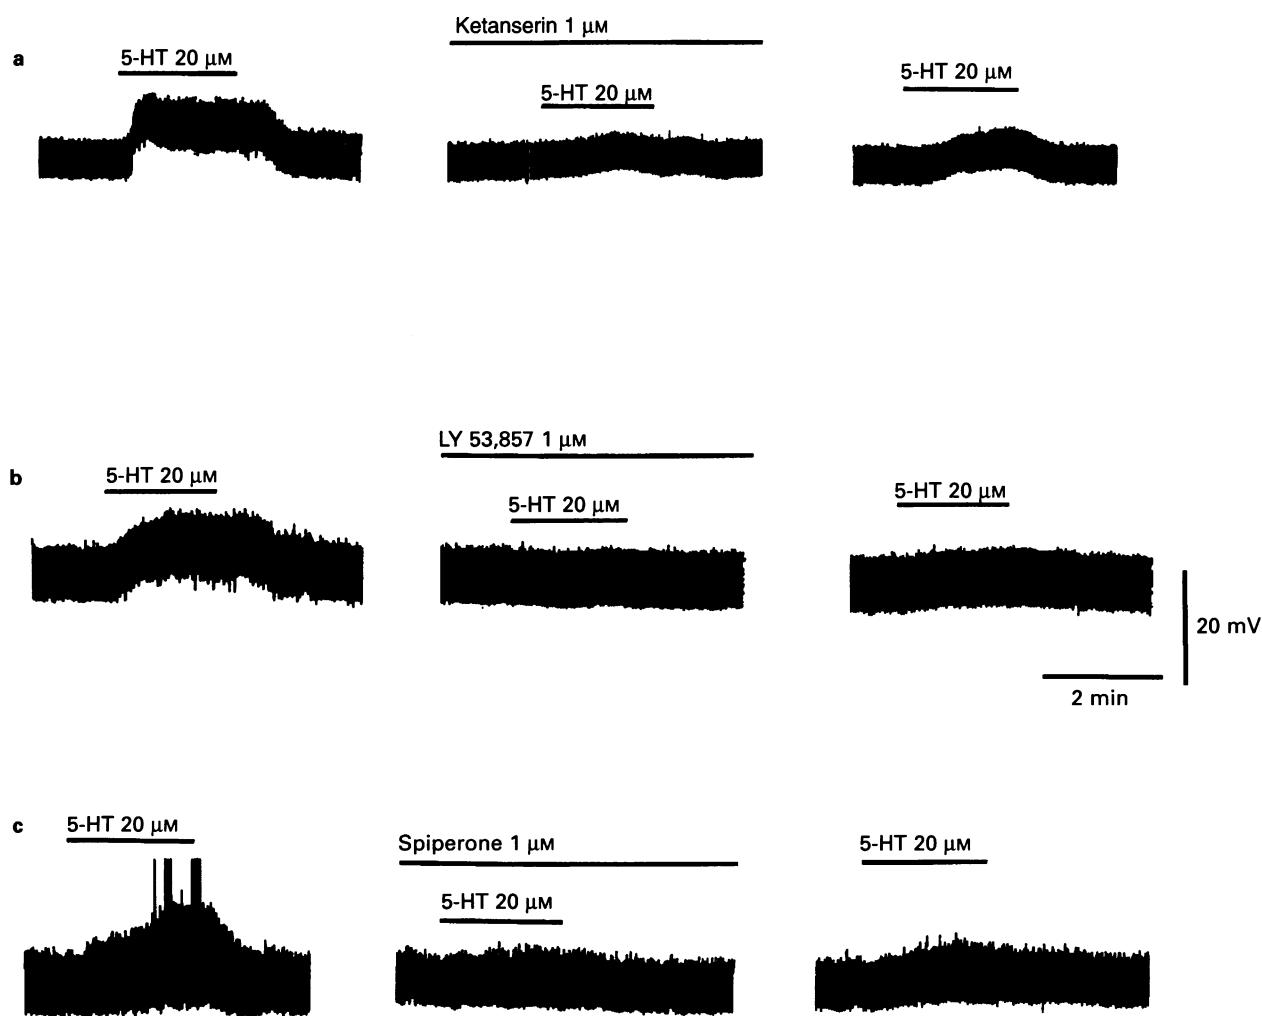 a
5-HT 20 μM
Ketanserin 1 μM
5-HT 20 μM
5-HT 20 μM
b
5-HT 20 μM
LY 53,857 1 μM
5-HT 20 μM
5-HT 20 μM
20 mV
2 min
c
5-HT 20 μM
Spiperone 1 μM
5-HT 20 μM
5-HT 20 μM